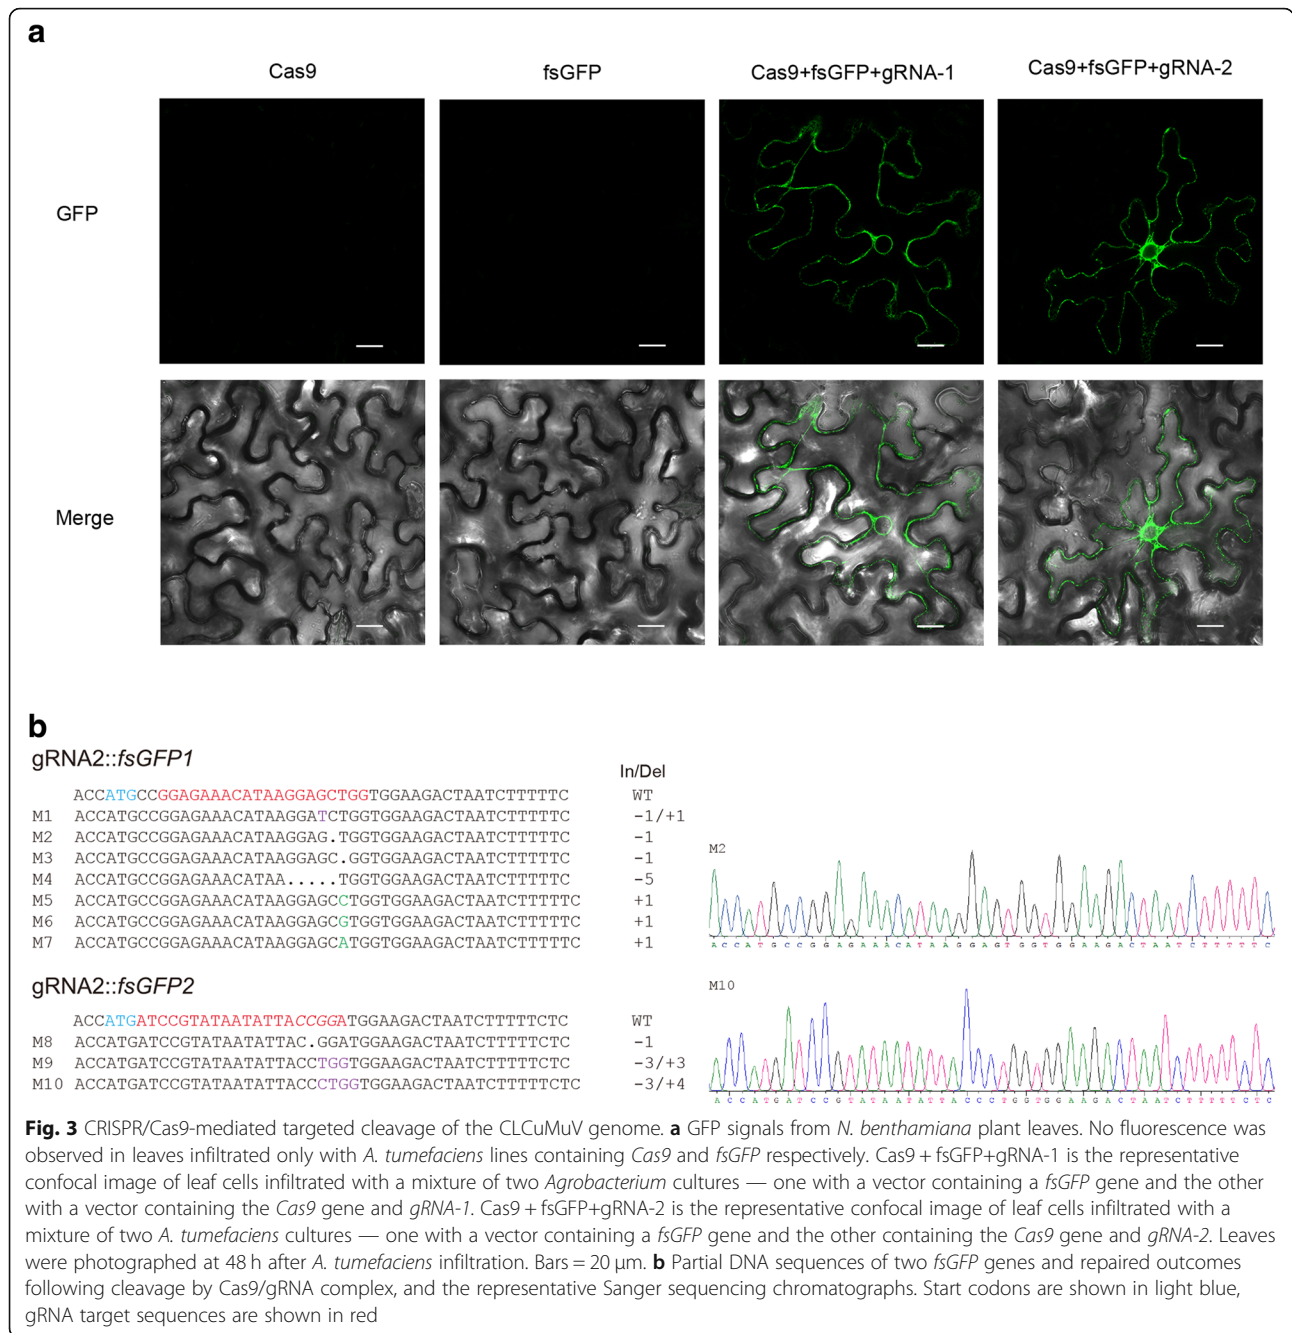 a
Cas9 fsGFP Cas9+fsGFP+gRNA-1 Cas9+fsGFP+gRNA-2
GFP
Merge
b
gRNA2::fsGFP1
In/Del
ACCATGCCGGAGAAACATAAGGAGCTGGTGGAAGACTAATCTTTTTC WT
M1 ACCATGCCGGAGAAACATAAGGATCTGGTGGAAGACTAATCTTTTTC -1/+1
M2 ACCATGCCGGAGAAACATAAGGAG.TGGTGGAAGACTAATCTTTTTC -1
M3 ACCATGCCGGAGAAACATAAGGAGC.GGTGGAAGACTAATCTTTTTC -1
M4 ACCATGCCGGAGAAACATAA.....TGGTGGAAGACTAATCTTTTTC -5
M5 ACCATGCCGGAGAAACATAAGGAGCCTGGTGGAAGACTAATCTTTTTC +1
M6 ACCATGCCGGAGAAACATAAGGAGCGTGGTGGAAGACTAATCTTTTTC +1
M7 ACCATGCCGGAGAAACATAAGGAGCATGGTGGAAGACTAATCTTTTTC +1
M2
ACCATGCCGGAGAAACATAAGGAGTGGTGGAAGACTAATCTTTTTC
gRNA2::fsGFP2
ACCATGATCCGTATAATATTACCGGATGGAAGACTAATCTTTTTCTC WT
M8 ACCATGATCCGTATAATATTAC.GGATGGAAGACTAATCTTTTTCTC -1
M9 ACCATGATCCGTATAATATTACCTGGTGGAAGACTAATCTTTTTCTC -3/+3
M10 ACCATGATCCGTATAATATTACCCTGGTGGAAGACTAATCTTTTTCTC -3/+4
M10
ACCATGATCCGTATAATATTACCCTGGTGGAAGACTAATCTTTTTCTC
Fig. 3 CRISPR/Cas9-mediated targeted cleavage of the CLCuMuV genome. a GFP signals from N. benthamiana plant leaves. No fluorescence was
observed in leaves infiltrated only with A. tumefaciens lines containing Cas9 and fsGFP respectively. Cas9 + fsGFP+gRNA-1 is the representative
confocal image of leaf cells infiltrated with a mixture of two Agrobacterium cultures — one with a vector containing a fsGFP gene and the other
with a vector containing the Cas9 gene and gRNA-1. Cas9 + fsGFP+gRNA-2 is the representative confocal image of leaf cells infiltrated with a
mixture of two A. tumefaciens cultures — one with a vector containing a fsGFP gene and the other containing the Cas9 gene and gRNA-2. Leaves
were photographed at 48 h after A. tumefaciens infiltration. Bars = 20 μm. b Partial DNA sequences of two fsGFP genes and repaired outcomes
following cleavage by Cas9/gRNA complex, and the representative Sanger sequencing chromatographs. Start codons are shown in light blue,
gRNA target sequences are shown in red